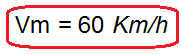 Vm = 60 Km/h